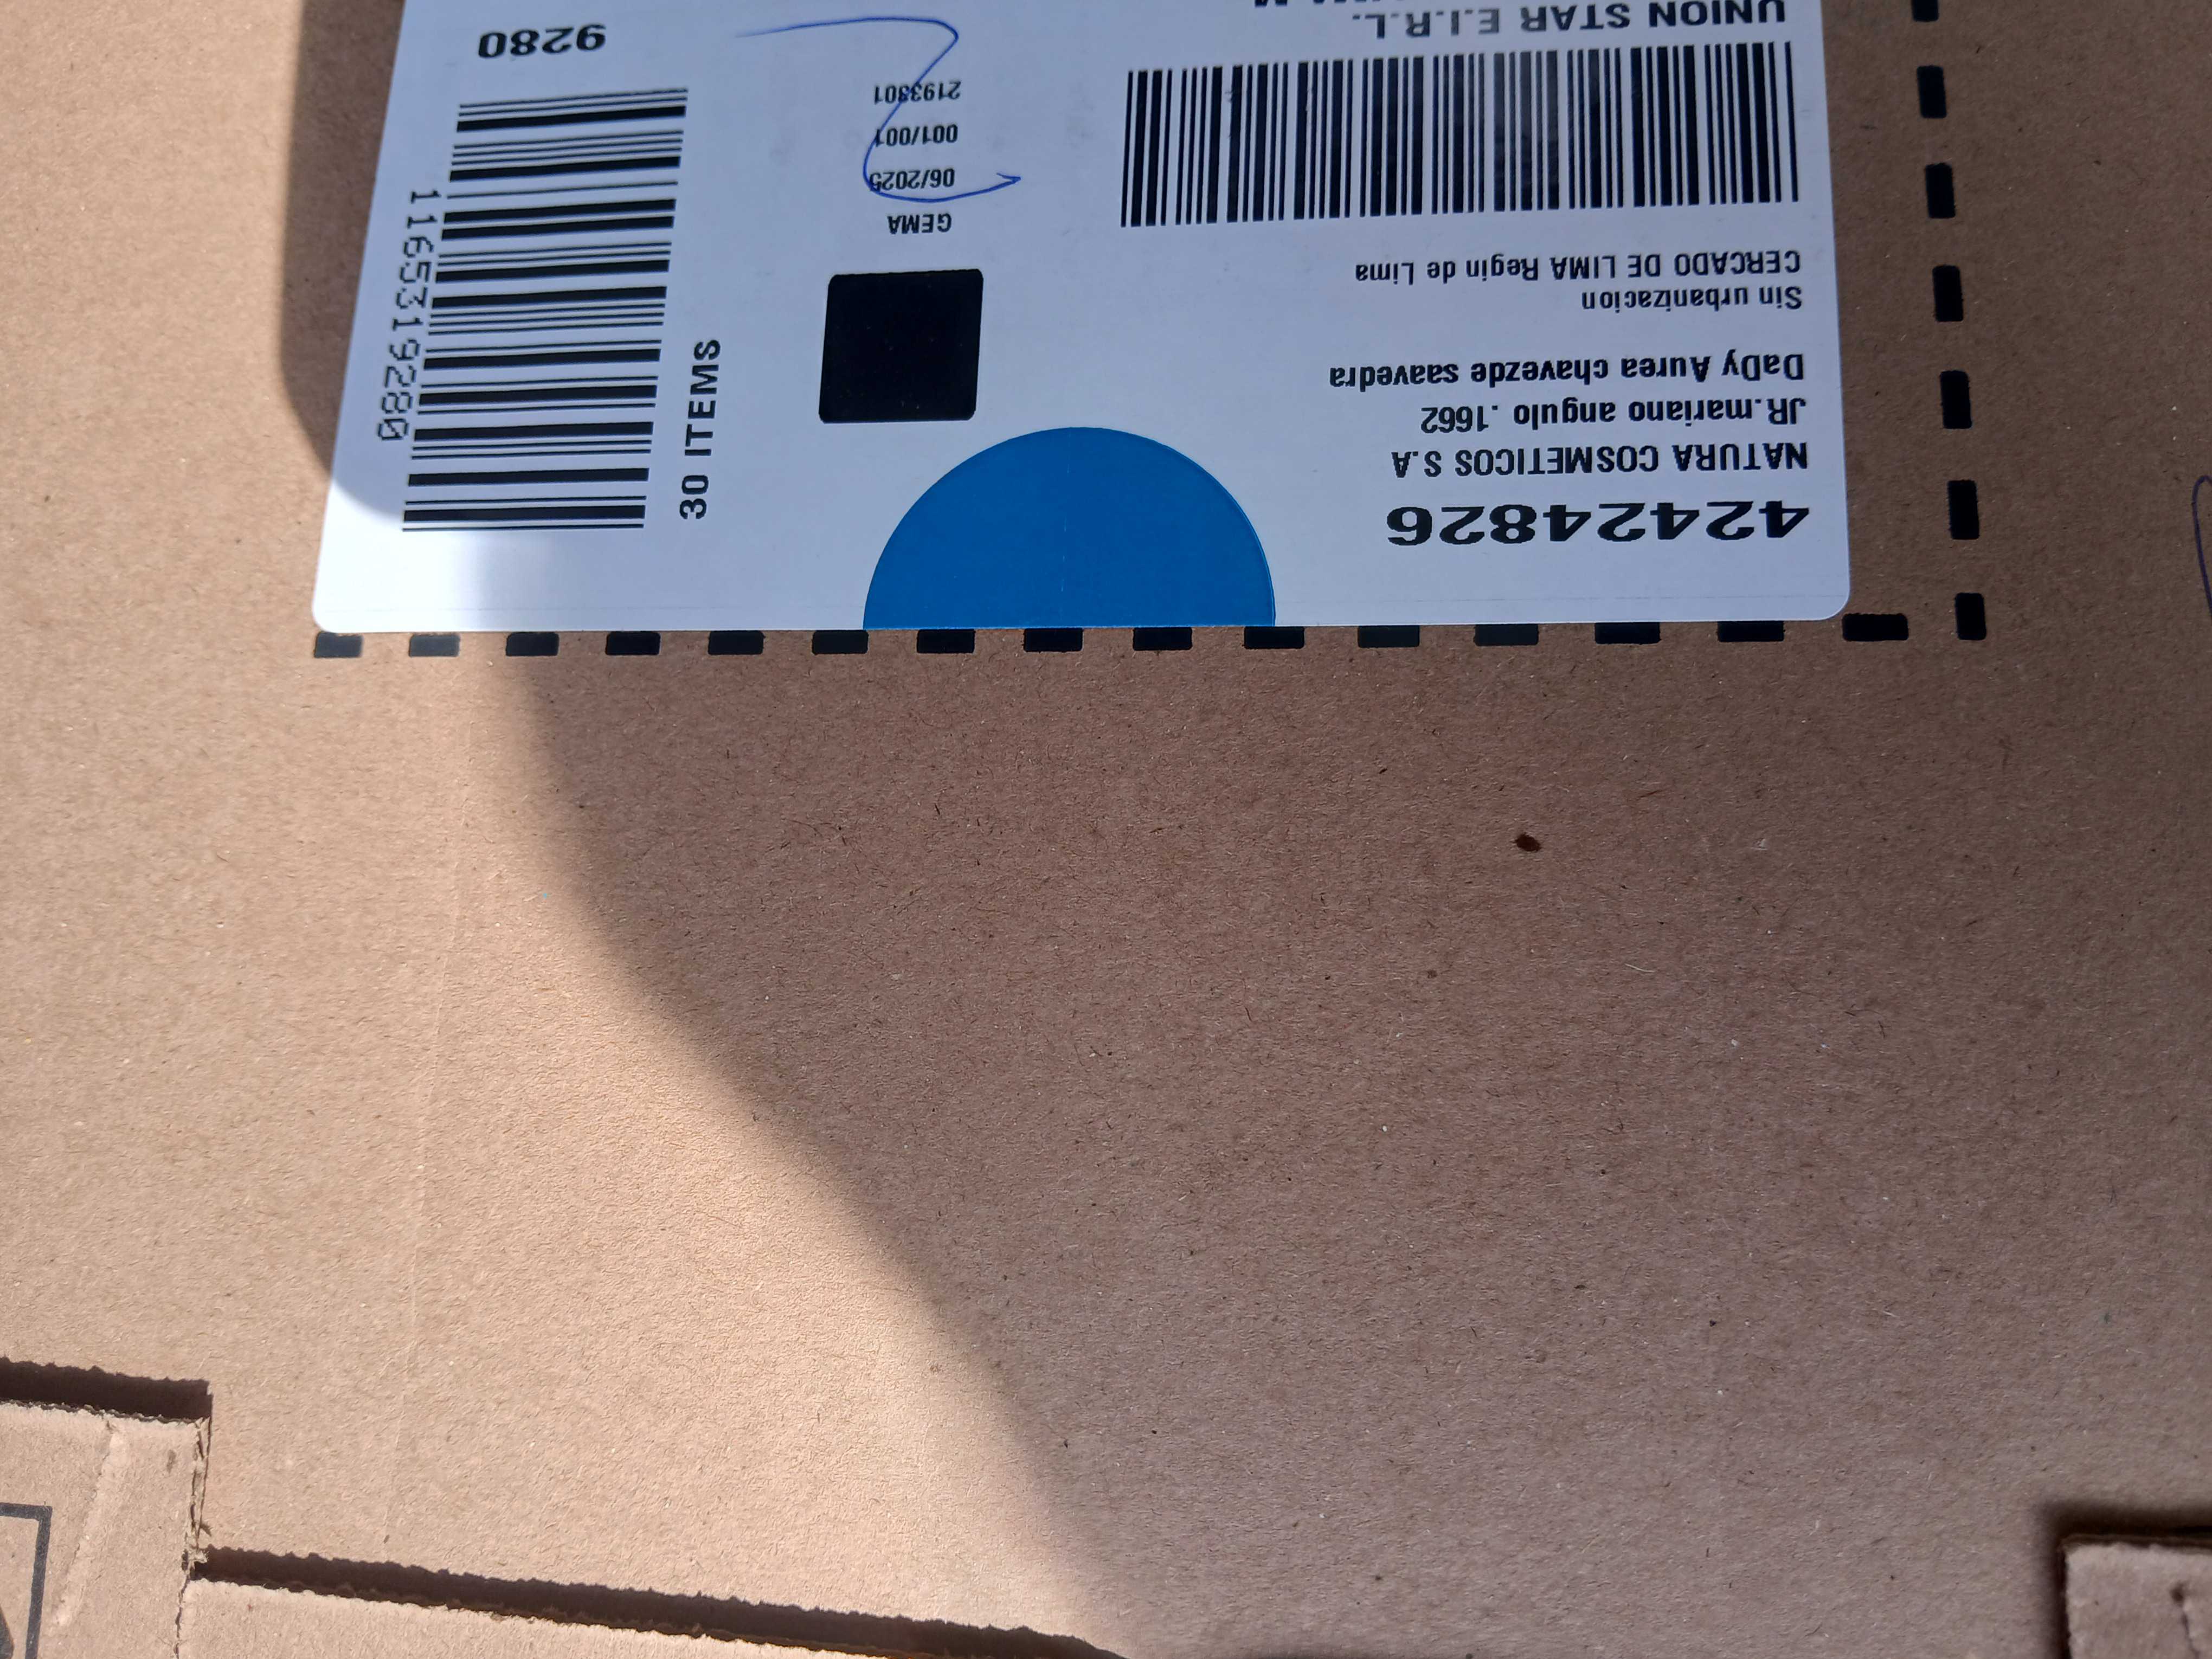 42424826
NATURA COSMETICOS S.A
JR.mariano angulo .1662
DaDy Aurea chavezde saavedra
Sin urbanizacion
CERCADO DE LIMA Regin de Lima
UNION STAR E.I.R.L.
GEMA
06/2025
001/001
2193301
30 ITEMS
1165319280
9280